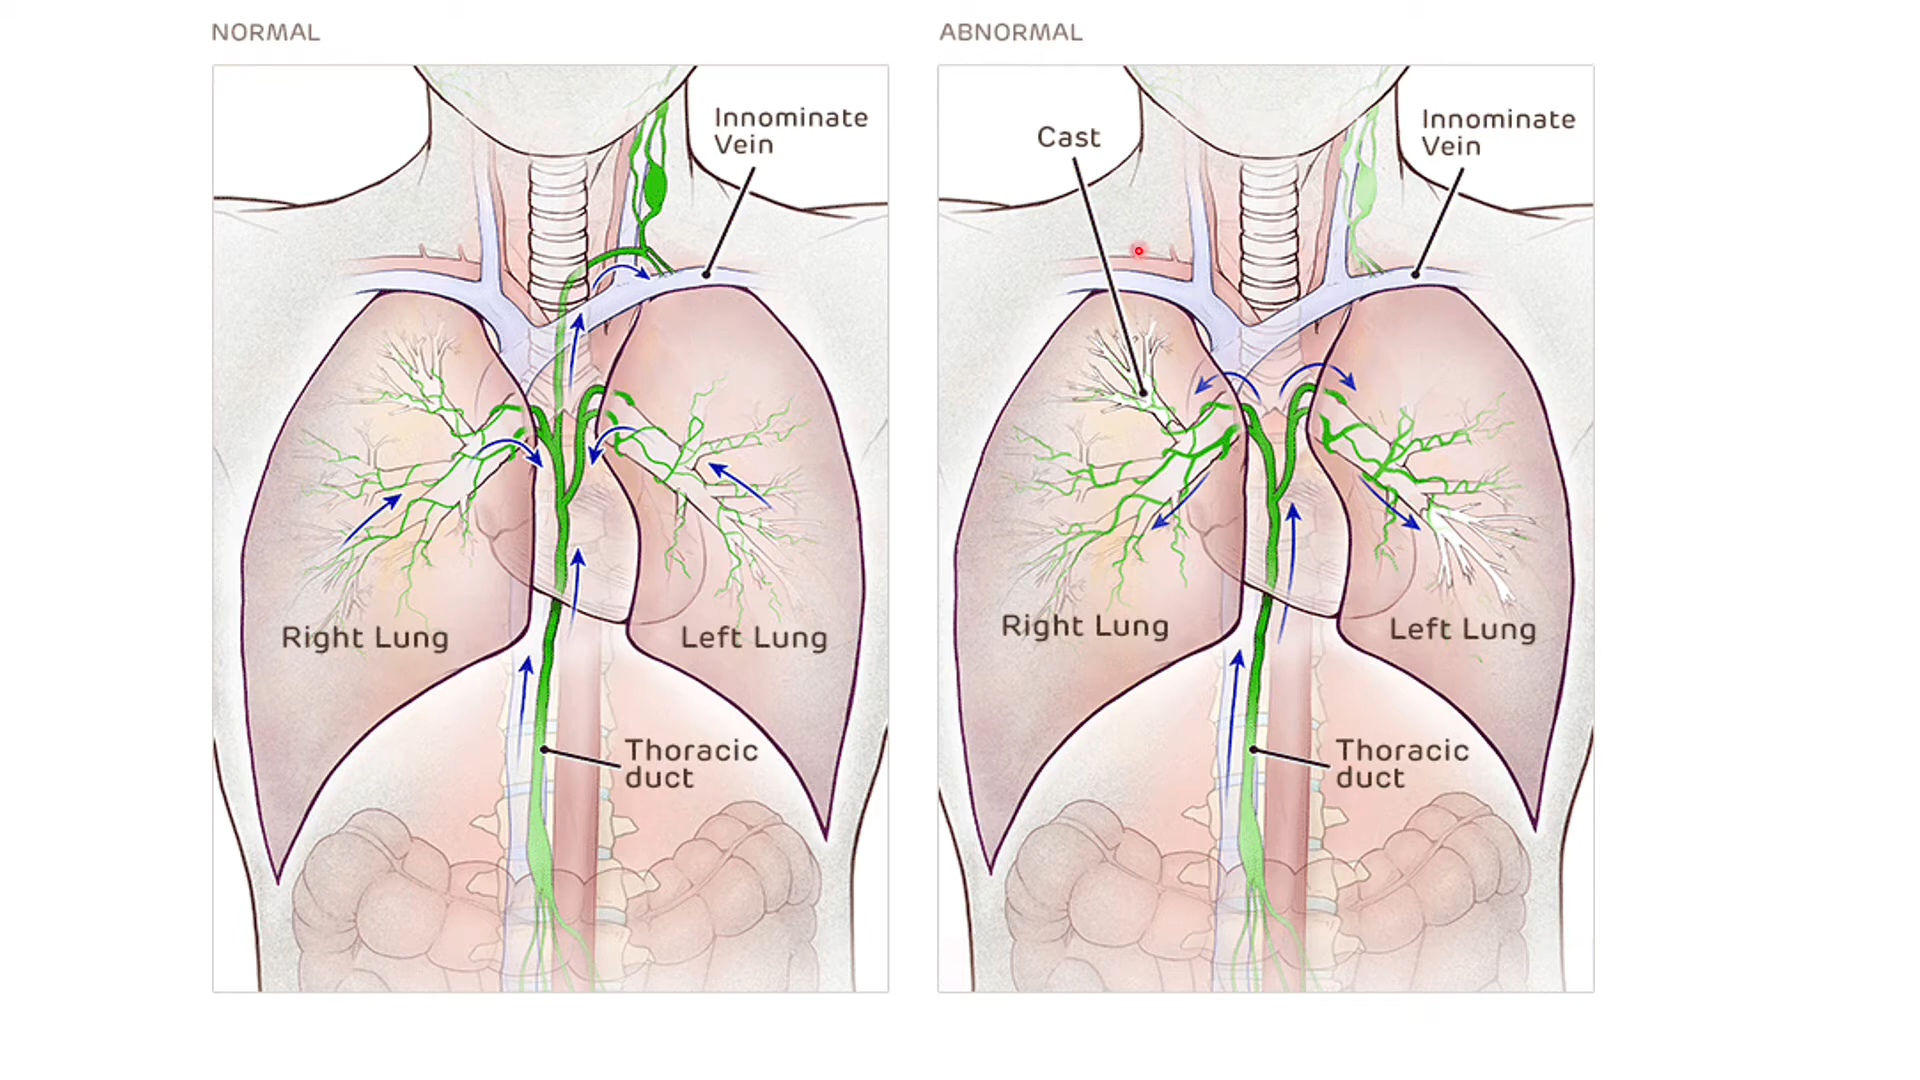 NORMAL
Innominate
Vein
Right Lung
Left Lung
Thoracic
duct
ABNORMAL
Cast
Innominate
Vein
Right Lung
Left Lung
Thoracic
duct